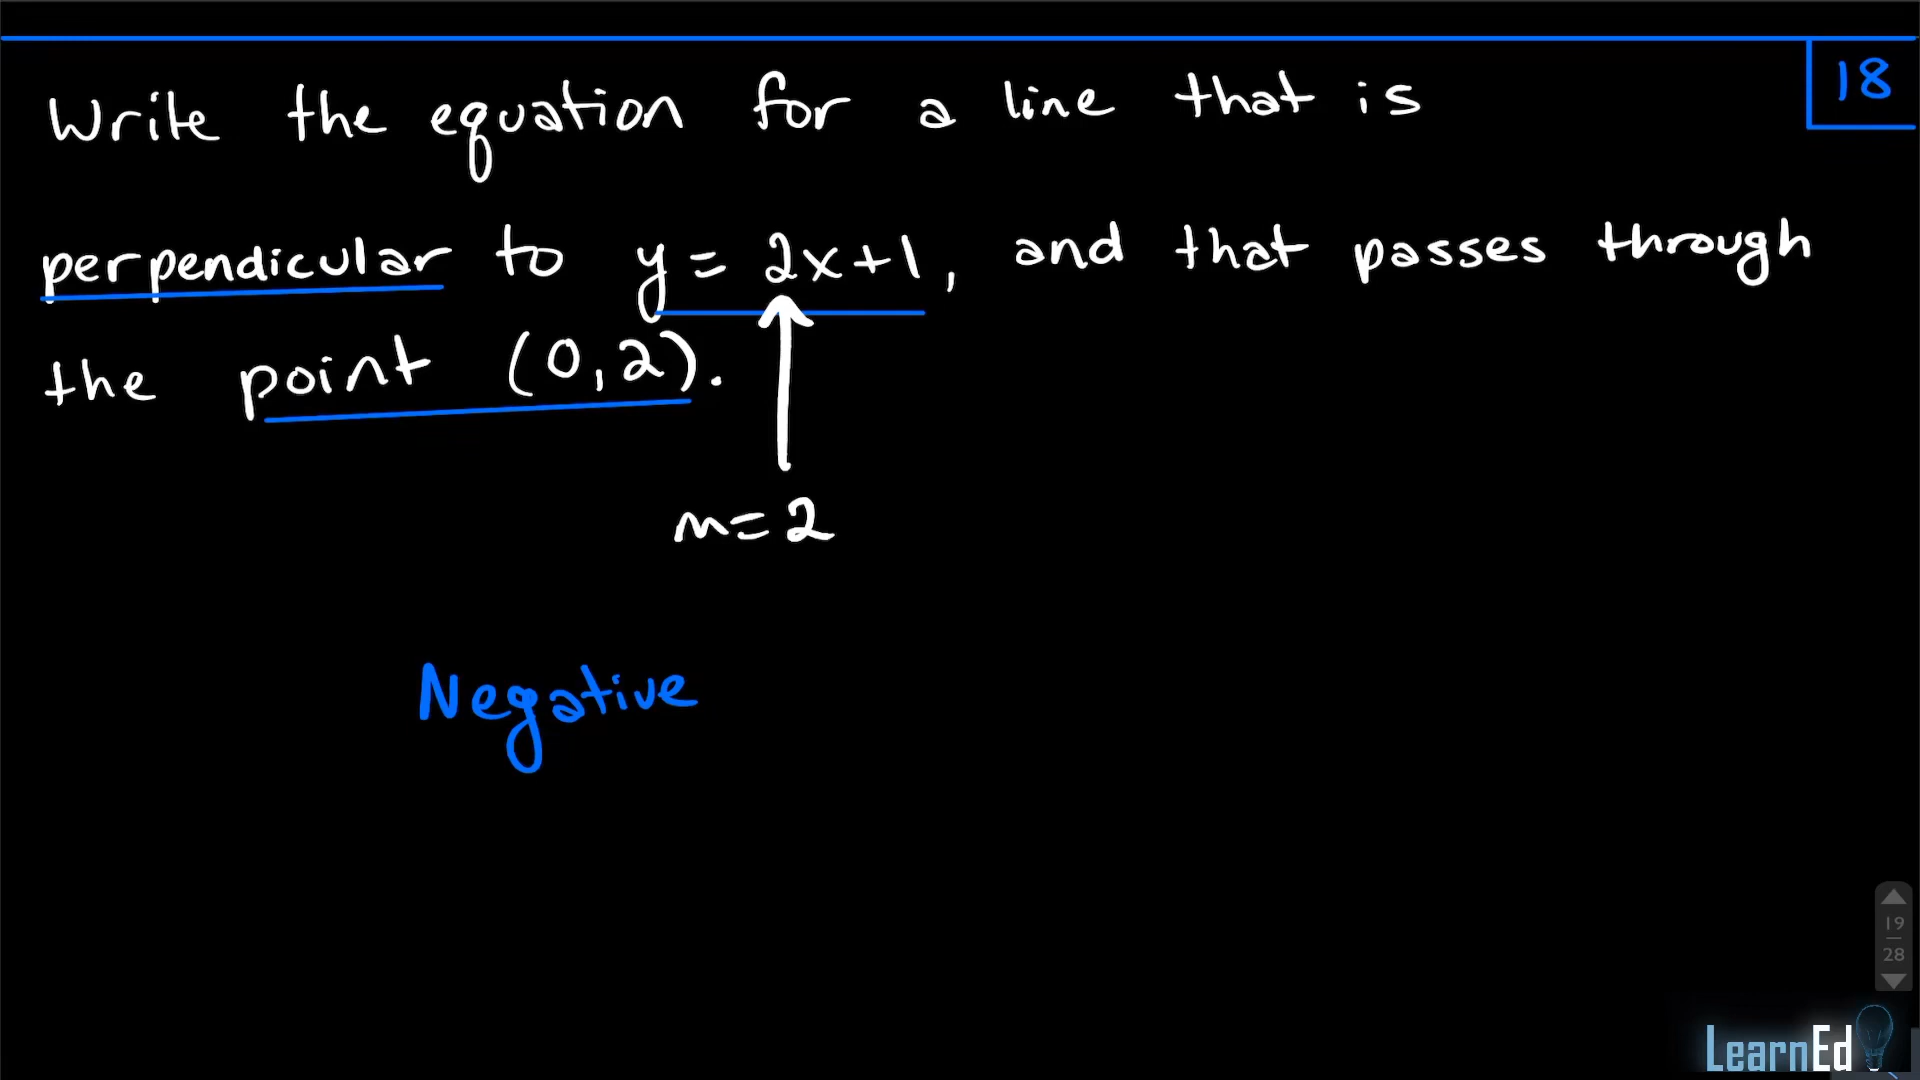 18
Write the equation for a line that is
perpendicular to y = 2x+1, and that passes through
the point (0,2).
m=2
Negative
19
28
LearnEd